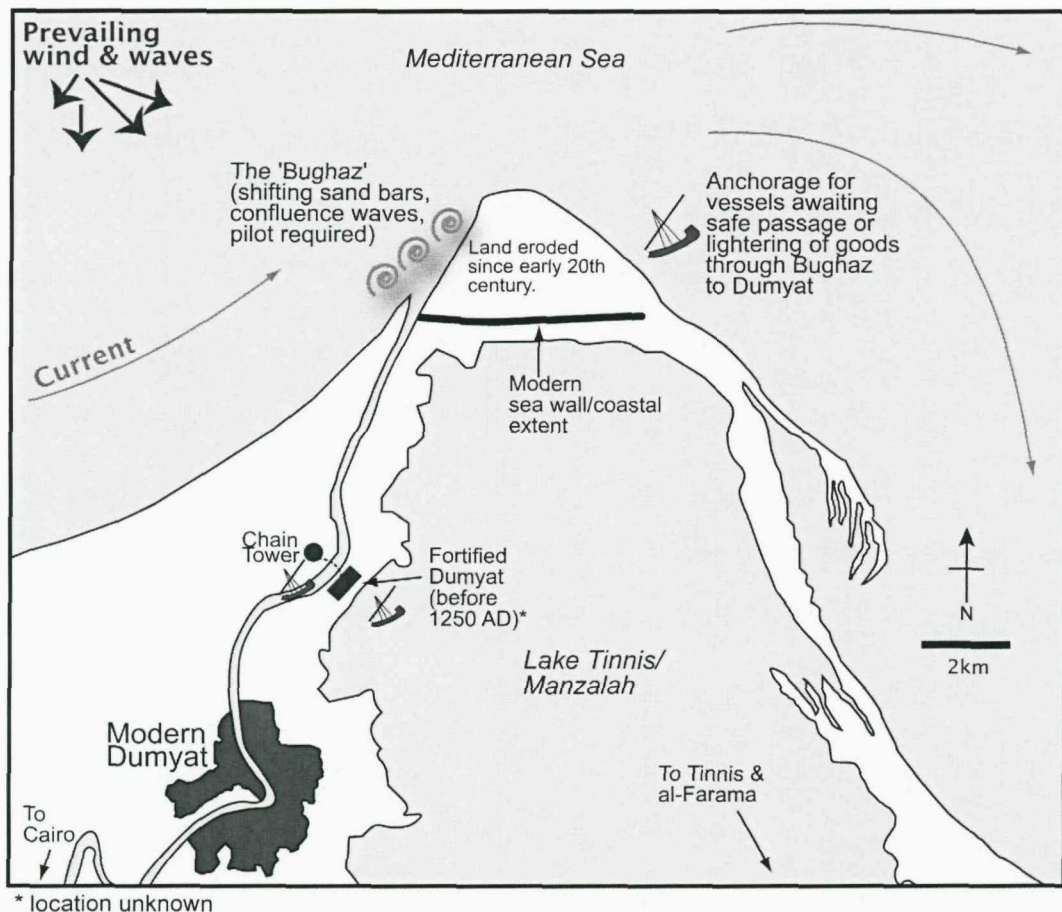 Prevailing
wind & waves
Mediterranean Sea
The 'Bughaz'
(shifting sand bars,
confluence waves,
pilot required)
Land eroded
since early 20th
century.
Anchorage for
vessels awaiting
safe passage or
lightering of goods
through Bughaz
to Dumyat
Current
Modern
sea wall/coastal
extent
Chain
Tower
Fortified
Dumyat
(before
1250 AD)*
N
2km
Lake Tinnis/
Manzalah
Modern
Dumyat
To Tinnis &
al-Farama
To
Cairo
* location unknown